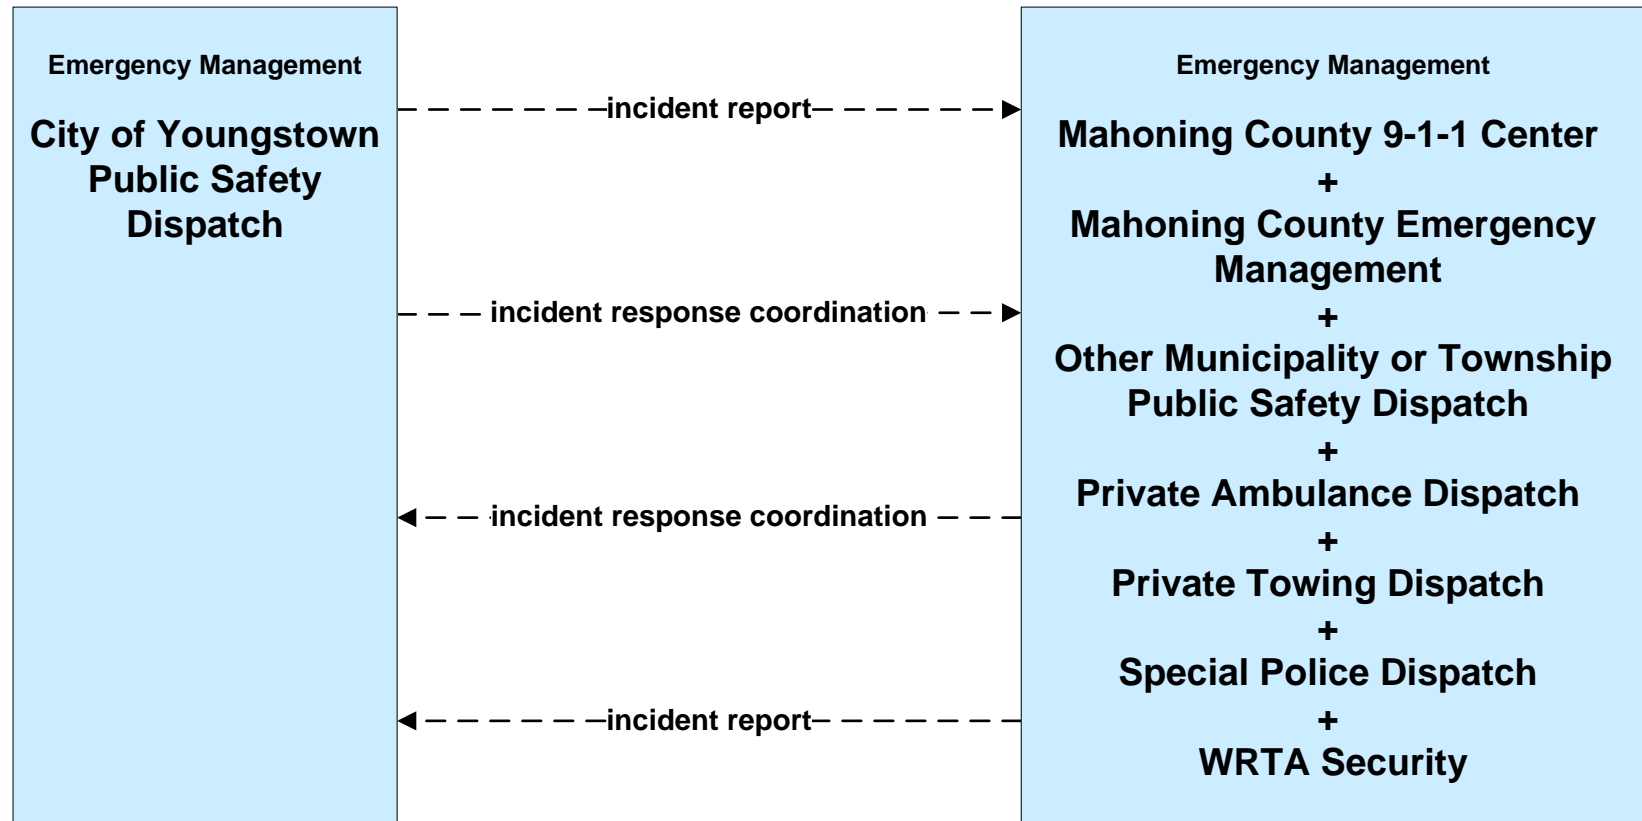 Emergency Management
City of Youngstown
Public Safety
Dispatch
incident report
incident response coordination
incident response coordination
incident report
Emergency Management
Mahoning County 9-1-1 Center
+
Mahoning County Emergency
Management
+
Other Municipality or Township
Public Safety Dispatch
+
Private Ambulance Dispatch
+
Private Towing Dispatch
+
Special Police Dispatch
+
WRTA Security